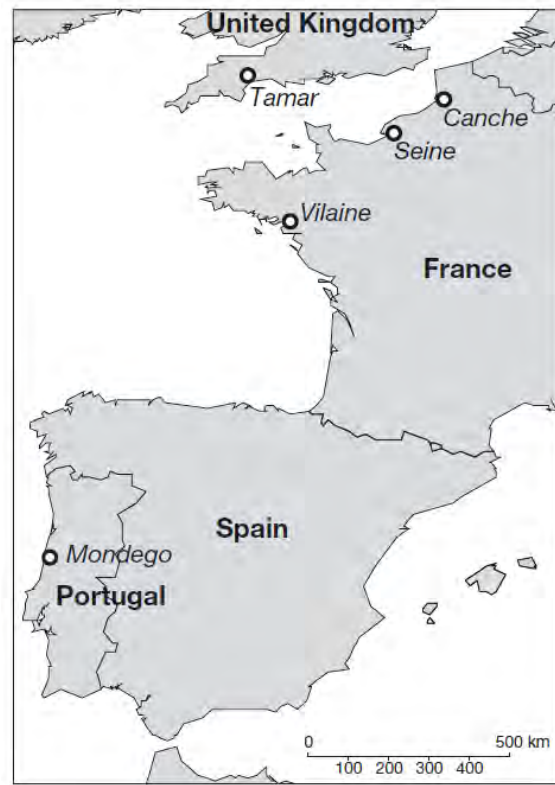 United Kingdom
Tamar
Canche
Seine
Vilaine
France
Spain
Mondego
Portugal
0 500 km
100 200 300 400